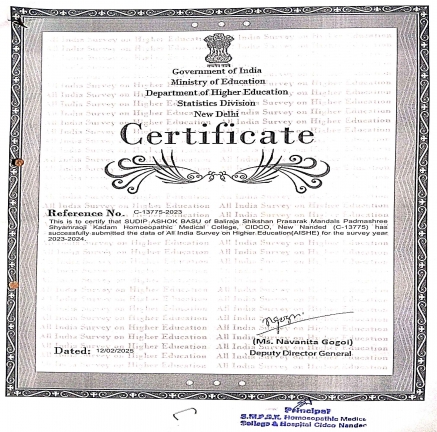 Government of India
Ministry of Education
Department of Higher Education
Statistics Division
New Delhi
Certificate
Reference No. C-13775-2023
This is to certify that SUDIP ASHOK BASU of Baliraja Shikshan Prasarak Mandals Padmashree
Shyamraoji Kadam Homoeopathic Medical College, CIDCO, New Nanded (C-13775) has
successfully submitted the data of All India Survey on Higher Education(AISHE) for the survey year
2023-2024.
(Ms. Navanita Gogoi)
Deputy Director General
Dated: 12/02/2025
Principal
S.M.P.S.K. Homoeopathic Medica
College & Hospital Cidco Nanded